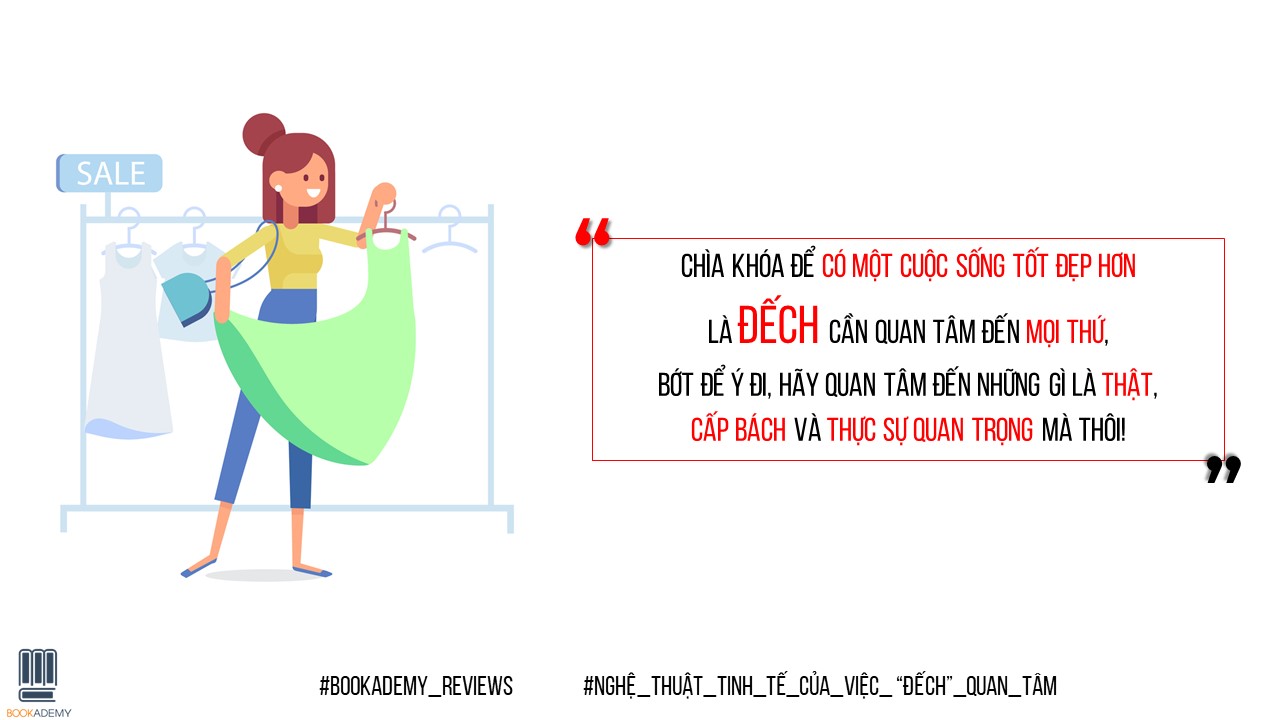 SALE
“
CHÌA KHÓA ĐỂ CÓ MỘT CUỘC SỐNG TỐT ĐẸP HƠN
LÀ ĐẾCH CẦN QUAN TÂM ĐẾN MỌI THỨ,
BỚT ĐỂ Ý ĐI, HÃY QUAN TÂM ĐẾN NHỮNG GÌ LÀ THẬT,
CẤP BÁCH VÀ THỰC SỰ QUAN TRỌNG MÀ THÔI!
”
#BOOKADEMY_REVIEWS
#NGHỆ_THUẬT_TINH_TẾ_CỦA_VIỆC_ “ĐẾCH”_QUAN_TÂM
BOOKADEMY